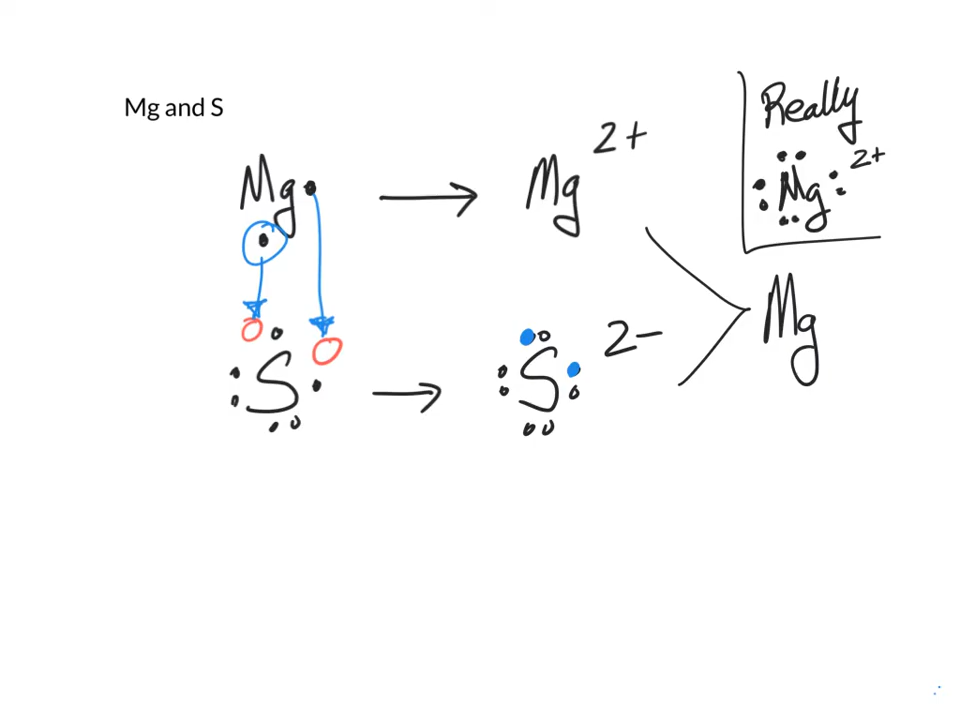 Mg and S
Really
Mg 2+
Mg
Mg 2+
S
S 2-
Mg